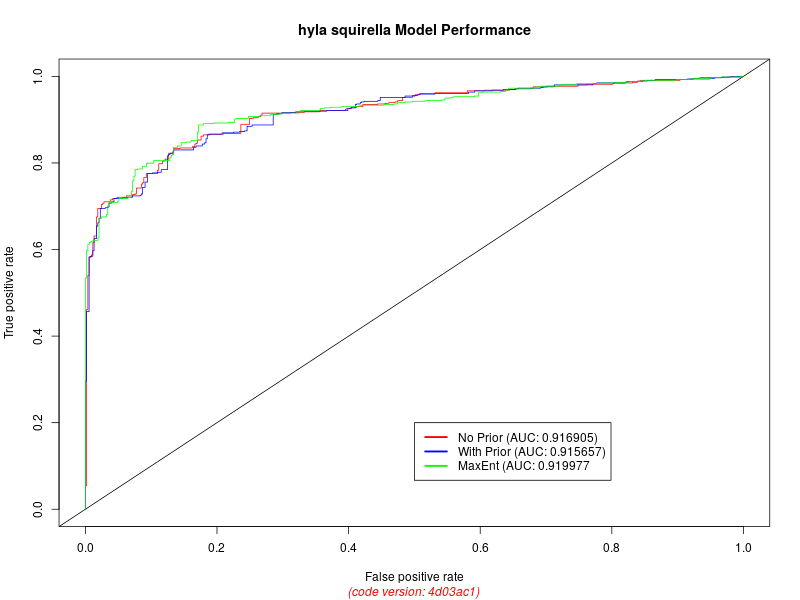 hyla squirella Model Performance
1.0
0.8
0.6
0.4
0.2
0.0
True positive rate
No Prior (AUC: 0.916905)
With Prior (AUC: 0.915657)
MaxEnt (AUC: 0.919977
0.0 0.2 0.4 0.6 0.8 1.0
False positive rate
(code version: 4d03ac1)